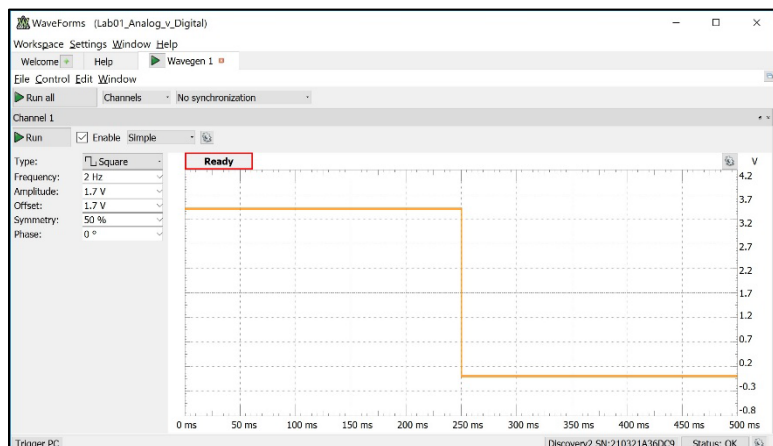 WaveForms (Lab01_Analog_v_Digital)
Workspace Settings Window Help
Welcome Help Wavegen 1
File Control Edit Window
Run all Channels No synchronization
Channel 1
Run Enable Simple
Type: Square
Frequency: 2 Hz
Amplitude: 1.7 V
Offset: 1.7 V
Symmetry: 50 %
Phase: 0 °
Ready V
4.2
3.7
3.2
2.7
2.2
1.7
1.2
0.7
0.2
-0.3
-0.8
0 ms 50 ms 100 ms 150 ms 200 ms 250 ms 300 ms 350 ms 400 ms 450 ms 500 ms
Trigger PC Discovery2 SN:210321A36DC9 Status: OK